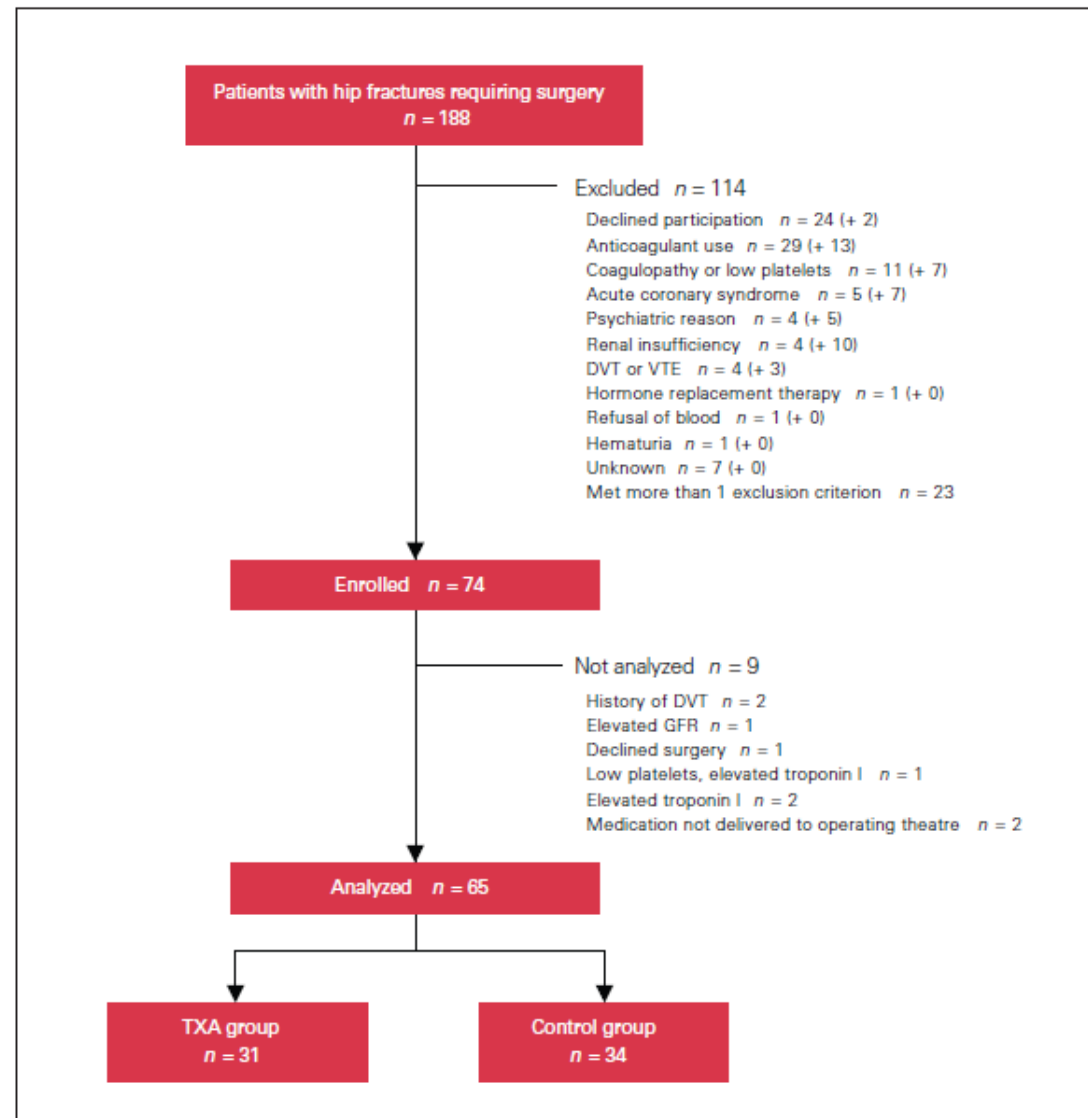 Patients with hip fractures requiring surgery
n = 188
Excluded n = 114
Declined participation n = 24 (+ 2)
Anticoagulant use n = 29 (+ 13)
Coagulopathy or low platelets n = 11 (+ 7)
Acute coronary syndrome n = 5 (+ 7)
Psychiatric reason n = 4 (+ 5)
Renal insufficiency n = 4 (+ 10)
DVT or VTE n = 4 (+ 3)
Hormone replacement therapy n = 1 (+ 0)
Refusal of blood n = 1 (+ 0)
Hematuria n = 1 (+ 0)
Unknown n = 7 (+ 0)
Met more than 1 exclusion criterion n = 23
Enrolled n = 74
Not analyzed n = 9
History of DVT n = 2
Elevated GFR n = 1
Declined surgery n = 1
Low platelets, elevated troponin I n = 1
Elevated troponin I n = 2
Medication not delivered to operating theatre n = 2
Analyzed n = 65
TXA group
n = 31
Control group
n = 34